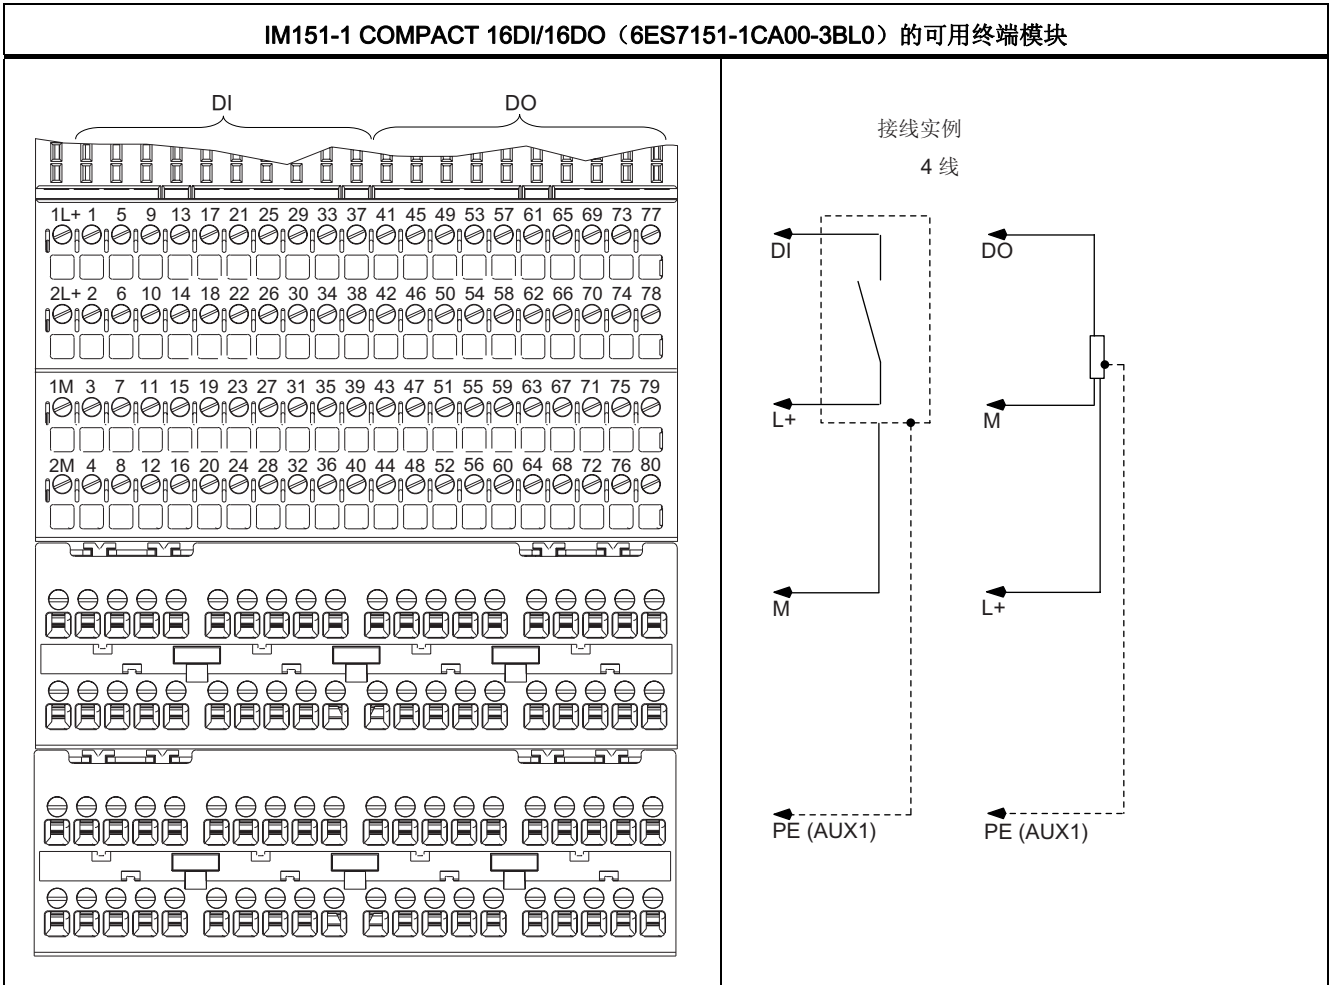 IM151-1 COMPACT 16DI/16DO（6ES7151-1CA00-3BL0）的可用终端模块
DI DO
1L+ 1 5 9 13 17 21 25 29 33 37 41 45 49 53 57 61 65 69 73 77
2L+ 2 6 10 14 18 22 26 30 34 38 42 46 50 54 58 62 66 70 74 78
1M 3 7 11 15 19 23 27 31 35 39 43 47 51 55 59 63 67 71 75 79
2M 4 8 12 16 20 24 28 32 36 40 44 48 52 56 60 64 68 72 76 80
接线实例
4 线
DI DO
L+ M
M L+
PE (AUX1) PE (AUX1)